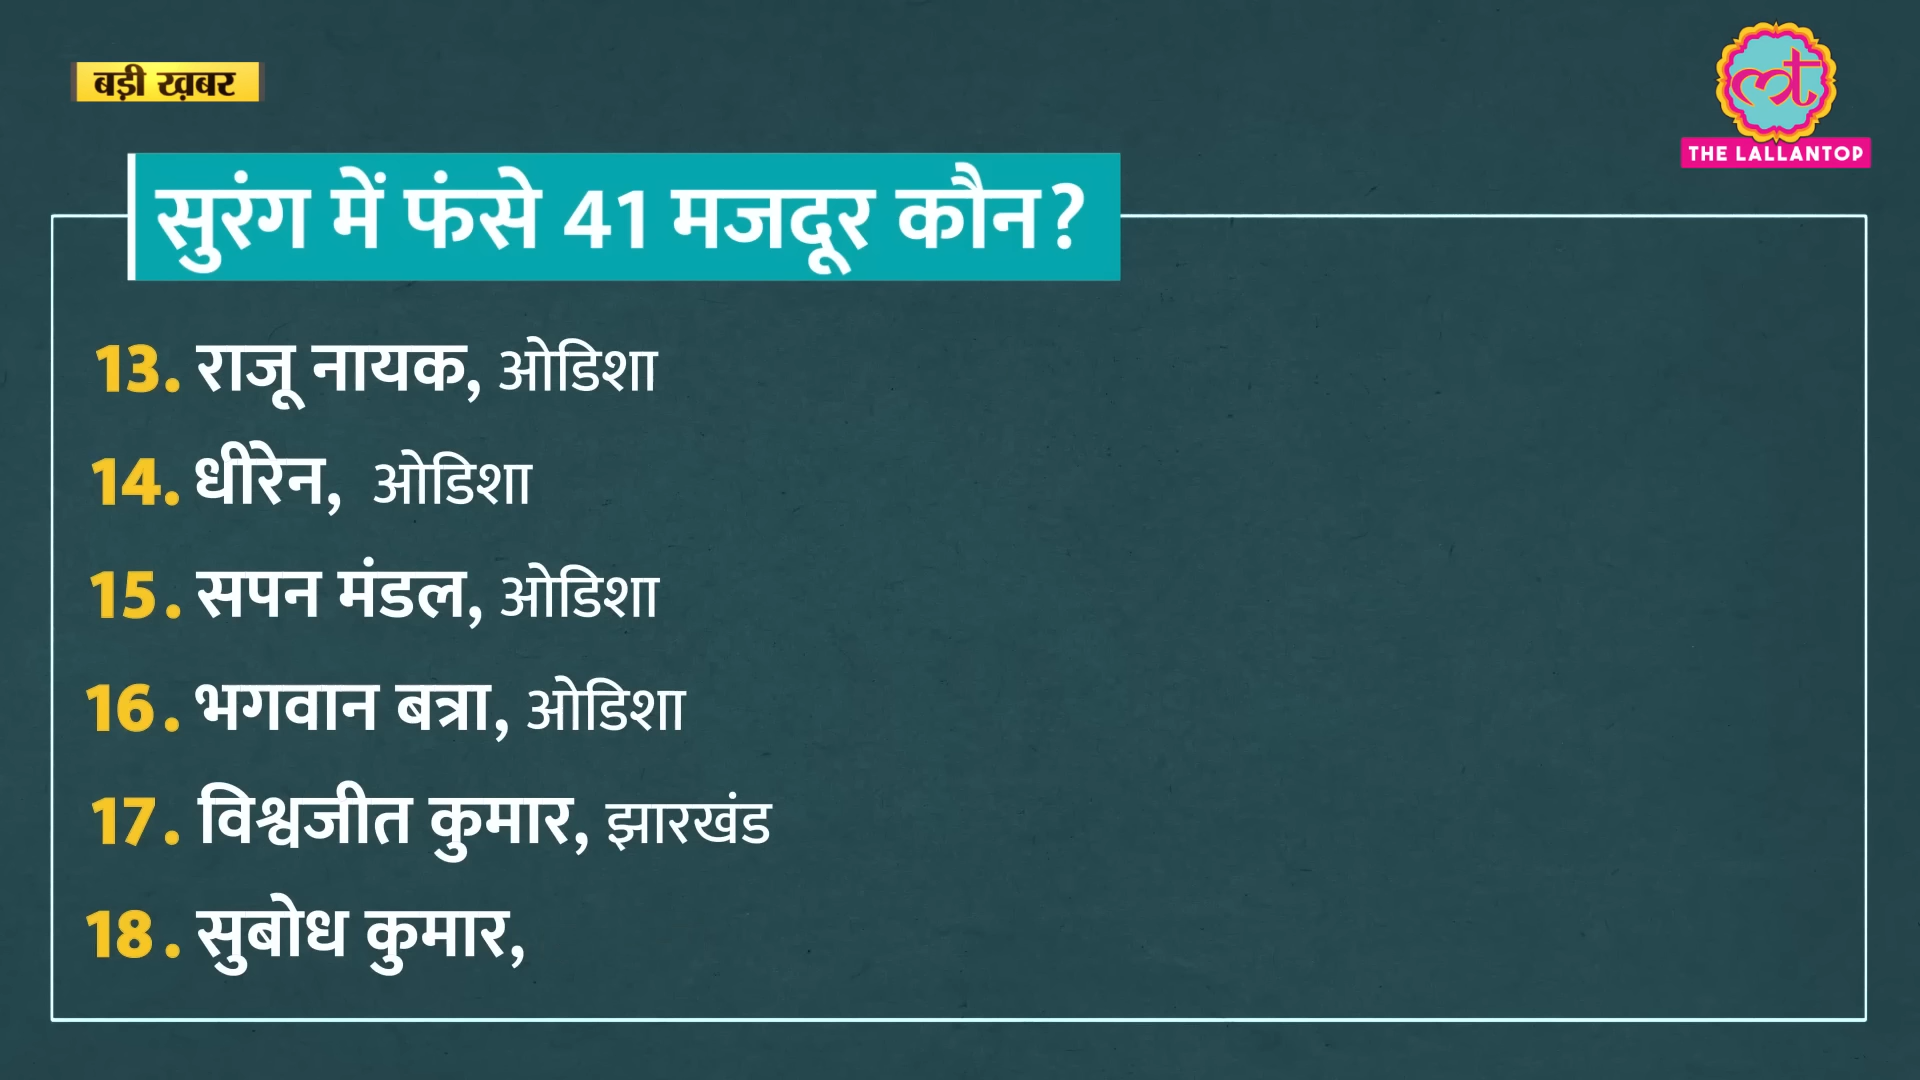 बड़ी ख़बर
THE LALLANTOP
सुरंग में फंसे 41 मजदूर कौन?
13. राजू नायक, ओडिशा
14. धीरेन, ओडिशा
15. सपन मंडल, ओडिशा
16. भगवान बत्रा, ओडिशा
17. विश्वजीत कुमार, झारखंड
18. सुबोध कुमार,